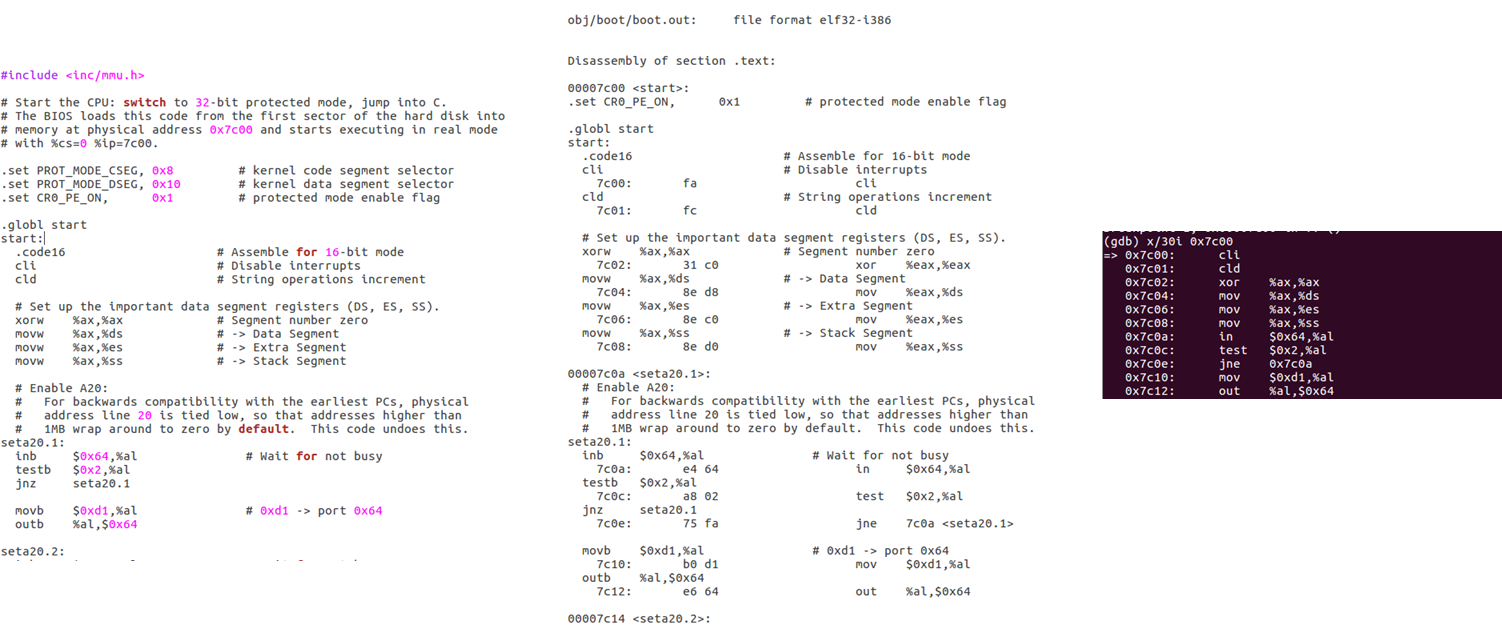 #include <inc/mmu.h>

# Start the CPU: switch to 32-bit protected mode, jump into C.
# The BIOS loads this code from the first sector of the hard disk into
# memory at physical address 0x7c00 and starts executing in real mode
# with %cs=0 %ip=7c00.

.set PROT_MODE_CSEG, 0x8         # kernel code segment selector
.set PROT_MODE_DSEG, 0x10        # kernel data segment selector
.set CR0_PE_ON,      0x1         # protected mode enable flag

.globl start
start:
  .code16                     # Assemble for 16-bit mode
  cli                         # Disable interrupts
  cld                         # String operations increment

  # Set up the important data segment registers (DS, ES, SS).
  xorw    %ax,%ax             # Segment number zero
  movw    %ax,%ds             # -> Data Segment
  movw    %ax,%es             # -> Extra Segment
  movw    %ax,%ss             # -> Stack Segment

  # Enable A20:
  #   For backwards compatibility with the earliest PCs, physical
  #   address line 20 is tied low, so that addresses higher than
  #   1MB wrap around to zero by default.  This code undoes this.
seta20.1:
  inb     $0x64,%al               # Wait for not busy
  testb   $0x2,%al
  jnz     seta20.1

  movb    $0xd1,%al               # 0xd1 -> port 0x64
  outb    %al,$0x64

seta20.2:

obj/boot/boot.out:     file format elf32-i386

Disassembly of section .text:

00007c00 <start>:
.set CR0_PE_ON,      0x1         # protected mode enable flag

.globl start
start:
  .code16                     # Assemble for 16-bit mode
  cli                         # Disable interrupts
    7c00:       fa                      cli
  cld                         # String operations increment
    7c01:       fc                      cld

  # Set up the important data segment registers (DS, ES, SS).
  xorw    %ax,%ax             # Segment number zero
    7c02:       31 c0                   xor    %eax,%eax
  movw    %ax,%ds             # -> Data Segment
    7c04:       8e d8                   mov    %eax,%ds
  movw    %ax,%es             # -> Extra Segment
    7c06:       8e c0                   mov    %eax,%es
  movw    %ax,%ss             # -> Stack Segment
    7c08:       8e d0                   mov    %eax,%ss

00007c0a <seta20.1>:
  # Enable A20:
  #   For backwards compatibility with the earliest PCs, physical
  #   address line 20 is tied low, so that addresses higher than
  #   1MB wrap around to zero by default.  This code undoes this.
seta20.1:
  inb     $0x64,%al               # Wait for not busy
    7c0a:       e4 64                   in     $0x64,%al
  testb   $0x2,%al
    7c0c:       a8 02                   test   $0x2,%al
  jnz     seta20.1
    7c0e:       75 fa                   jne    7c0a <seta20.1>

  movb    $0xd1,%al               # 0xd1 -> port 0x64
    7c10:       b0 d1                   mov    $0xd1,%al
  outb    %al,$0x64
    7c12:       e6 64                   out    %al,$0x64

00007c14 <seta20.2>:

(gdb) x/30i 0x7c00
=> 0x7c00:      cli
   0x7c01:      cld
   0x7c02:      xor    %ax,%ax
   0x7c04:      mov    %ax,%ds
   0x7c06:      mov    %ax,%es
   0x7c08:      mov    %ax,%ss
   0x7c0a:      in     $0x64,%al
   0x7c0c:      test   $0x2,%al
   0x7c0e:      jne    0x7c0a
   0x7c10:      mov    $0xd1,%al
   0x7c12:      out    %al,$0x64